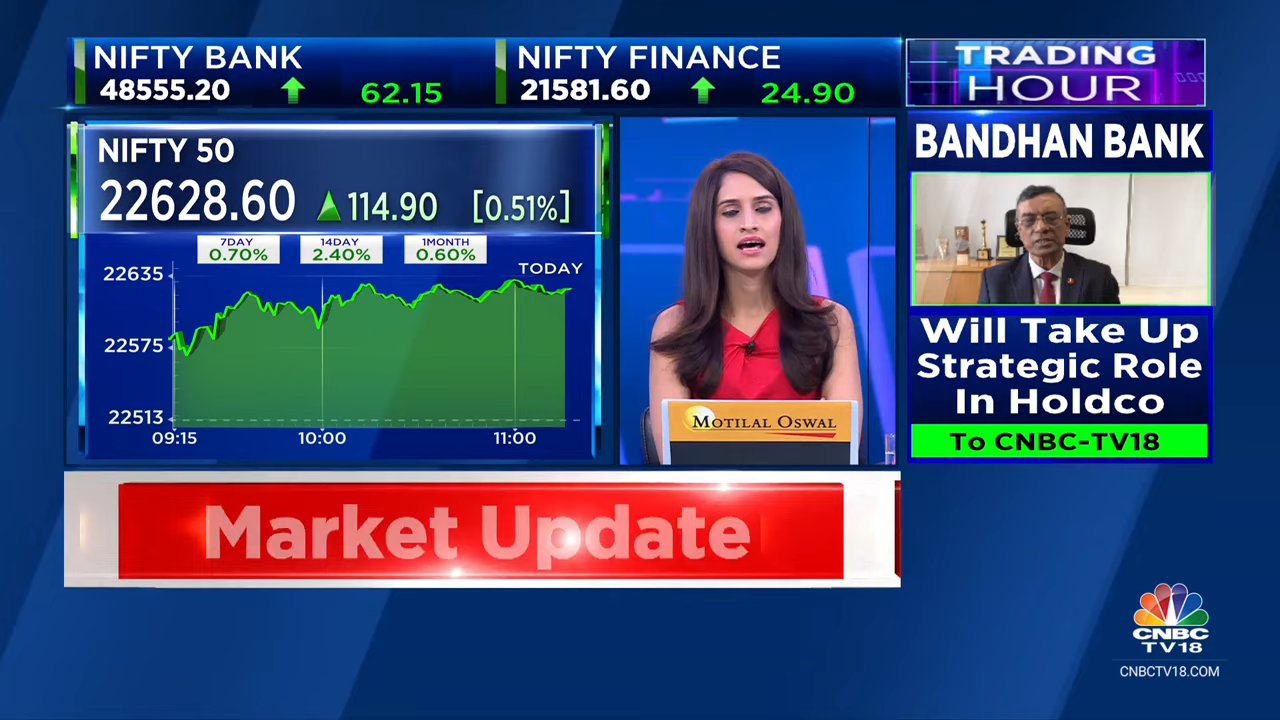 NIFTY BANK
48555.20 62.15
NIFTY FINANCE
21581.60 24.90
TRADING
HOUR
NIFTY 50
22628.60 114.90 [0.51%]
7DAY
0.70%
14DAY
2.40%
1MONTH
0.60%
TODAY
22635
22575
22513
09:15 10:00 11:00
MOTILAL OSWAL
BANDHAN BANK
Will Take Up
Strategic Role
In Holdco
To CNBC-TV18
Market Update
CNBC
TV18
CNBCTV18.COM